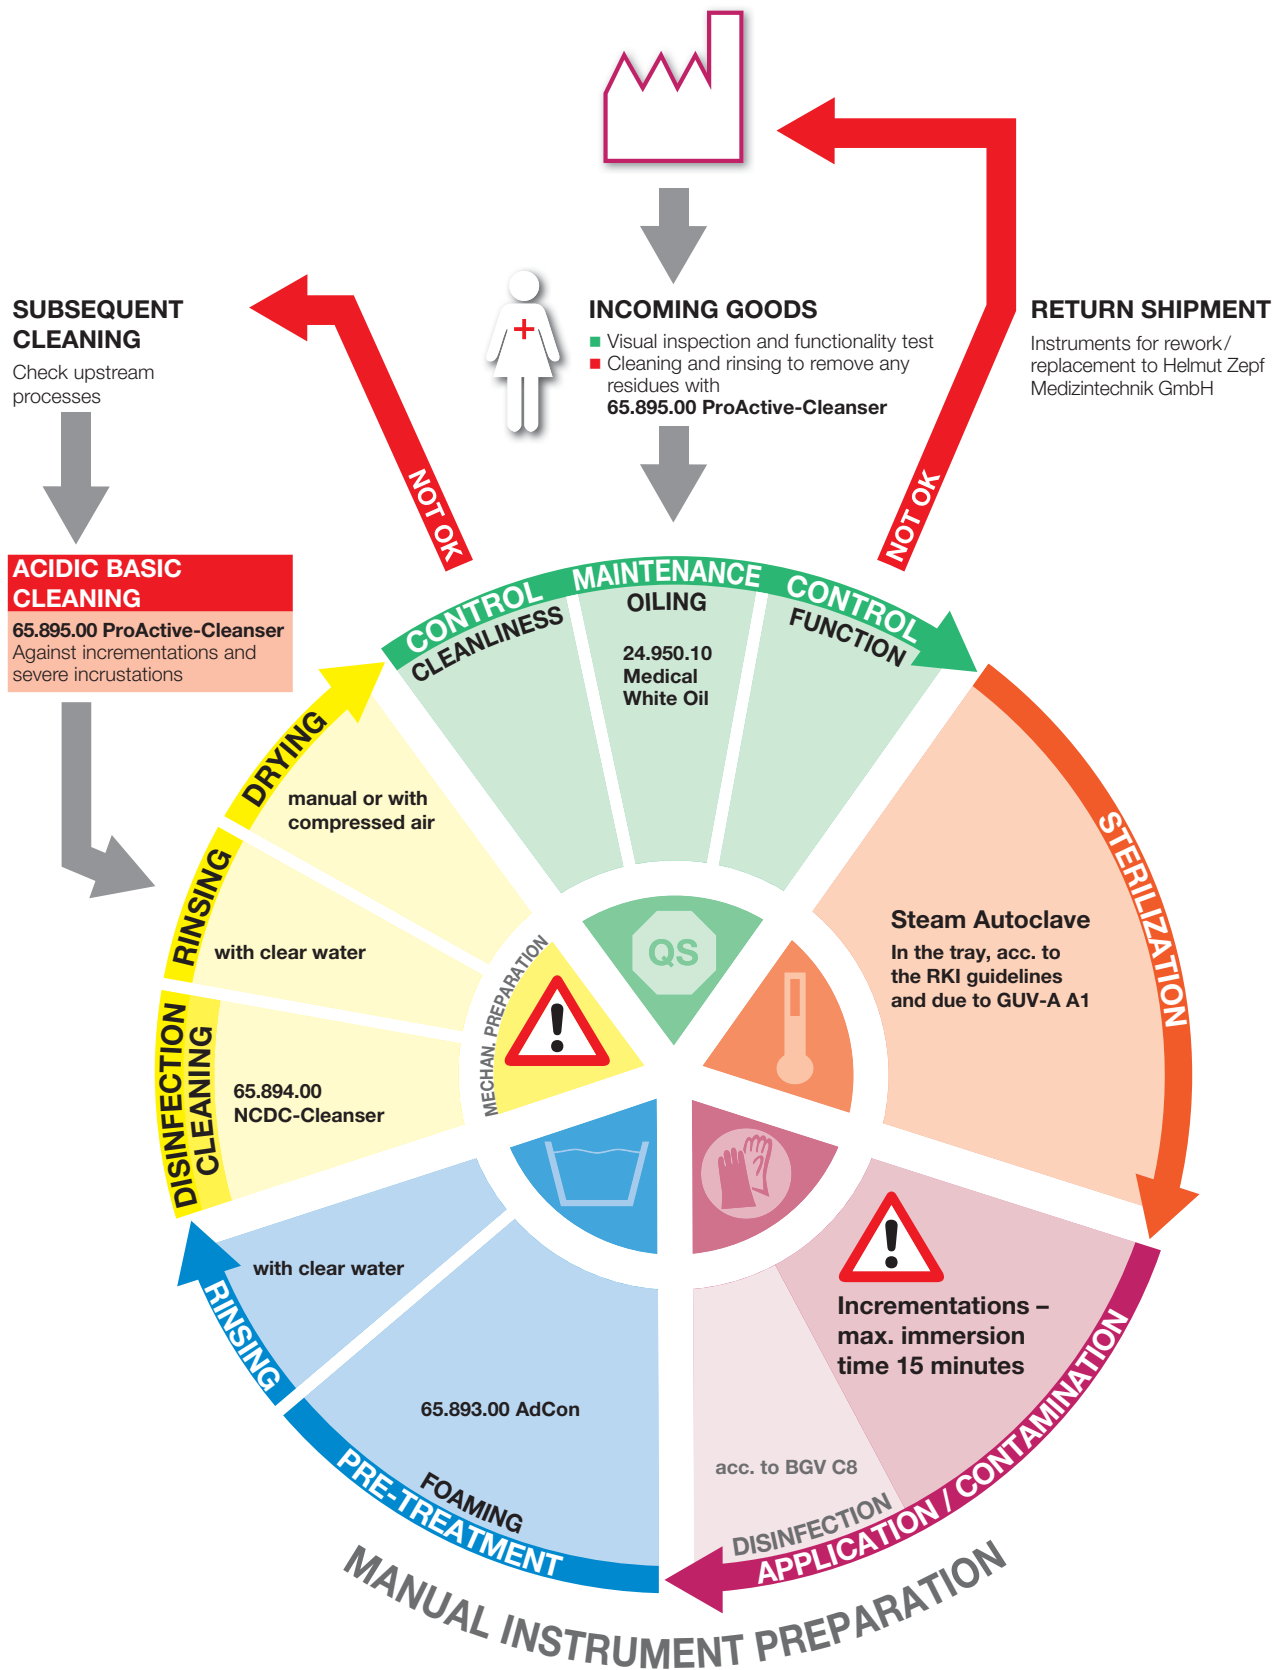 SUBSEQUENT
CLEANING
Check upstream
processes
INCOMING GOODS
Visual inspection and functionality test
Cleaning and rinsing to remove any
residues with
65.895.00 ProActive-Cleanser
RETURN SHIPMENT
Instruments for rework/
replacement to Helmut Zepf
Medizintechnik GmbH
NOT OK
NOT OK
ACIDIC BASIC
CLEANING
65.895.00 ProActive-Cleanser
Against incrementations and
severe incrustations
CONTROL
CLEANLINESS
MAINTENANCE
OILING
24.950.10
Medical
White Oil
CONTROL
FUNCTION
STERILIZATION
Steam Autoclave
In the tray, acc. to
the RKI guidelines
and due to GUV-A A1
DRYING
manual or with
compressed air
RINSING
with clear water
DISINFECTION
CLEANING
65.894.00
NCDC-Cleanser
MECHAN. PREPARATION
QS
RINSING
with clear water
65.893.00 AdCon
FOAMING
PRE-TREATMENT
Incrementations –
max. immersion
time 15 minutes
acc. to BGV C8
DISINFECTION
APPLICATION / CONTAMINATION
MANUAL INSTRUMENT PREPARATION